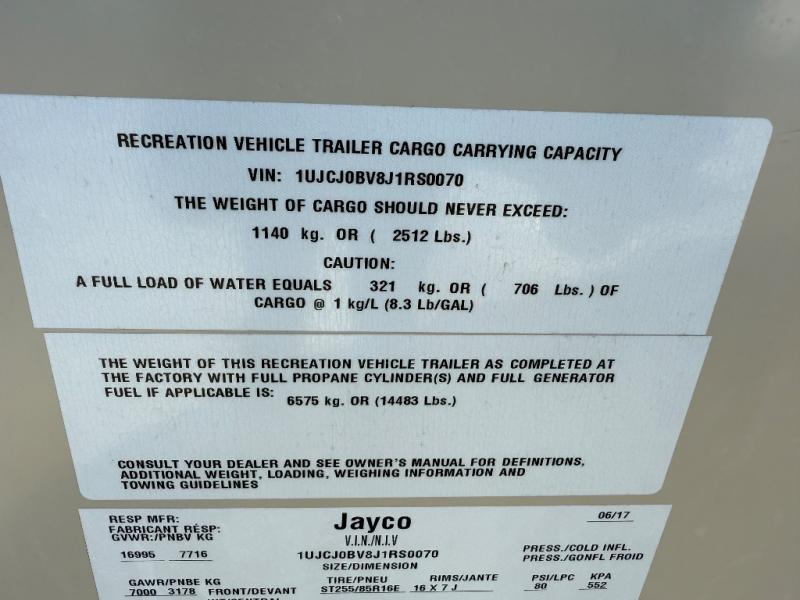 RECREATION VEHICLE TRAILER CARGO CARRYING CAPACITY
VIN: 1UJCJ0BV8J1RS0070
THE WEIGHT OF CARGO SHOULD NEVER EXCEED:
1140 kg. OR ( 2512 Lbs.)
CAUTION:
A FULL LOAD OF WATER EQUALS 321 kg. OR ( 706 Lbs. ) OF
CARGO @ 1 kg/L (8.3 Lb/GAL)
THE WEIGHT OF THIS RECREATION VEHICLE TRAILER AS COMPLETED AT
THE FACTORY WITH FULL PROPANE CYLINDER(S) AND FULL GENERATOR
FUEL IF APPLICABLE IS:
6575 kg. OR (14483 Lbs.)
CONSULT YOUR DEALER AND SEE OWNER'S MANUAL FOR DEFINITIONS,
ADDITIONAL WEIGHT, LOADING, WEIGHING INFORMATION AND
TOWING GUIDELINES
RESP MFR: Jayco 06/17
FABRICANT RÉSP:
GVWR:/PNBV KG V.I.N./N.I.V
16995 7716 1UJCJ0BV8J1RS0070 PRESS./COLD INFL.
SIZE/DIMENSION PRESS./GONFL FROID
GAWR/PNBE KG TIRE/PNEU RIMS/JANTE PSI/LPC KPA
7000 3178 FRONT/DEVANT ST255/85R16E 16 X 7 J 80 552